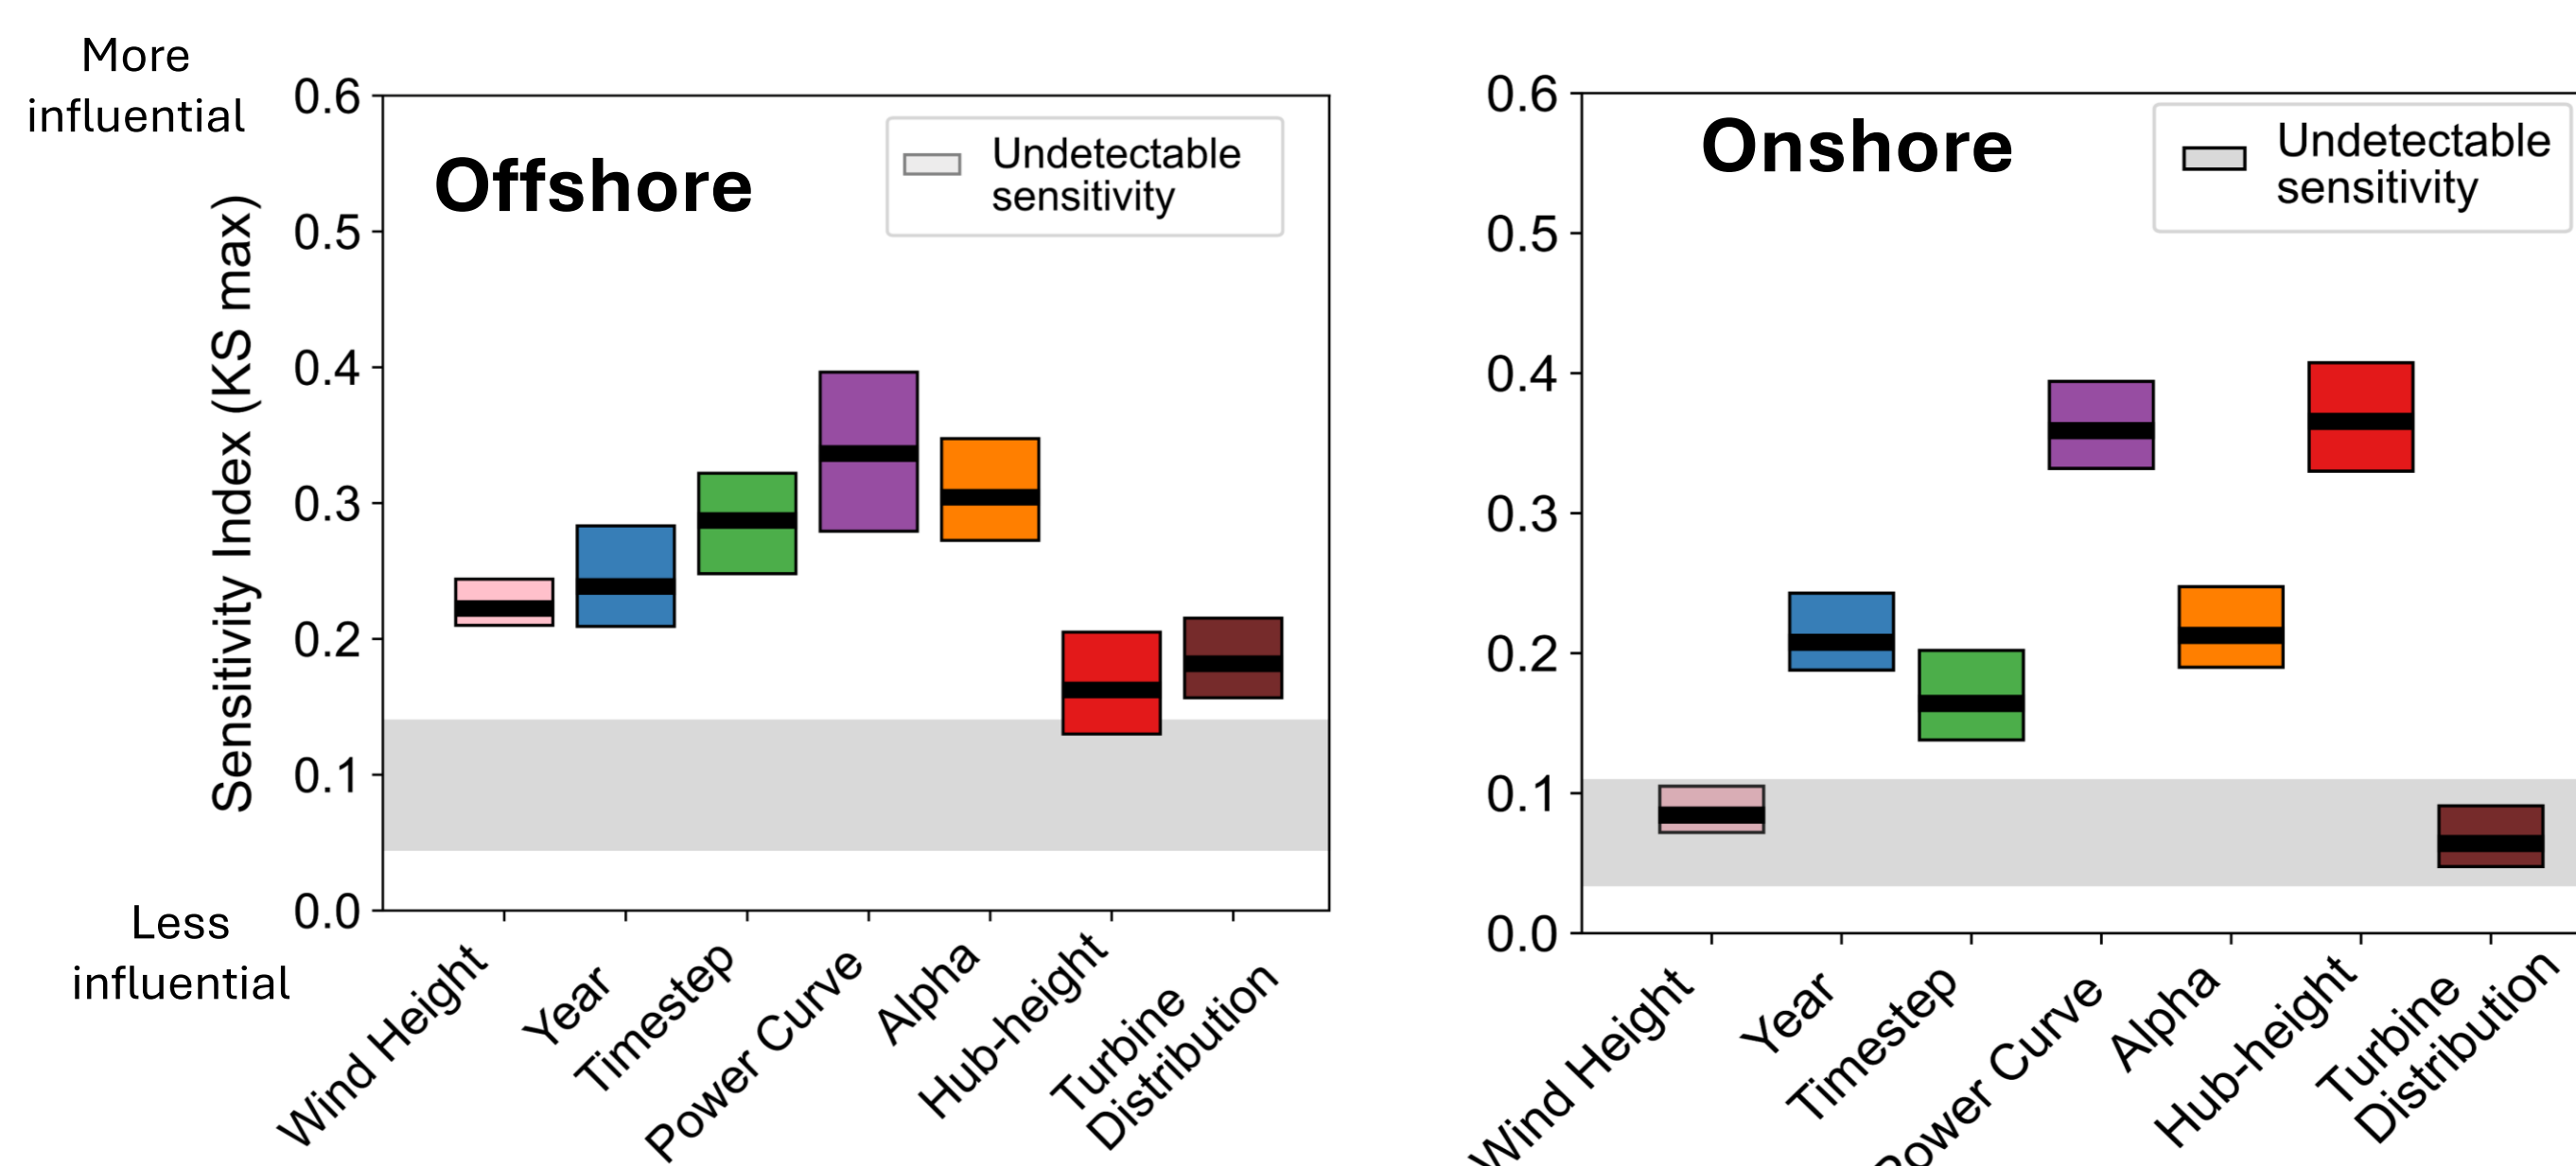 More
influential
Sensitivity Index (KS max)
Less
influential
0.6
0.5
0.4
0.3
0.2
0.1
0.0
Offshore
Undetectable
sensitivity
Wind Height
Year
Timestep
Power Curve
Alpha
Hub-height
Turbine
Distribution
0.6
0.5
0.4
0.3
0.2
0.1
0.0
Onshore
Undetectable
sensitivity
Wind Height
Year
Timestep
Power Curve
Alpha
Hub-height
Turbine
Distribution